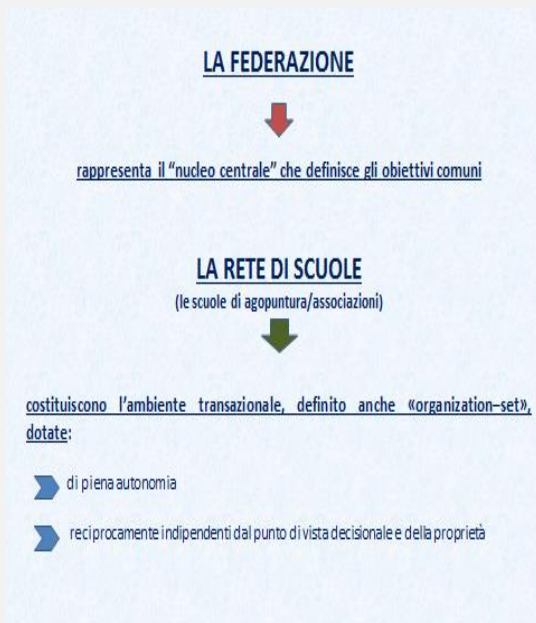 LA FEDERAZIONE
rappresenta il “nucleo centrale” che definisce gli obiettivi comuni
LA RETE DI SCUOLE
(le scuole di agopuntura/associazioni)
costituiscono l’ambiente transazionale, definito anche «organization–set»,
dotate:
di piena autonomia
reciprocamente indipendenti dal punto di vista decisionale e della proprietà